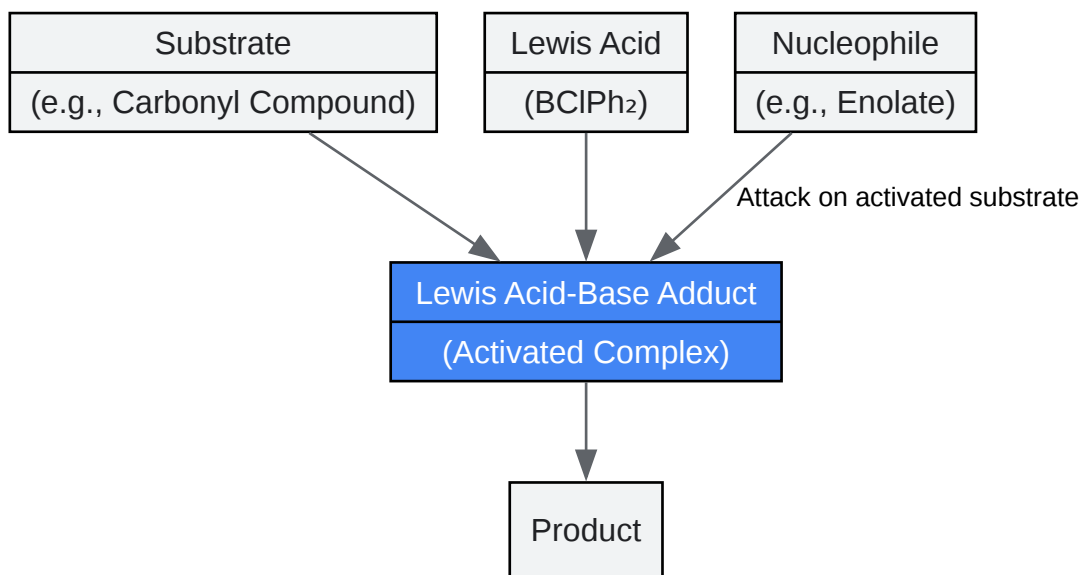 Substrate
(e.g., Carbonyl Compound)
Lewis Acid
(BClPh₂)
Nucleophile
(e.g., Enolate)
Attack on activated substrate
Lewis Acid-Base Adduct
(Activated Complex)
Product